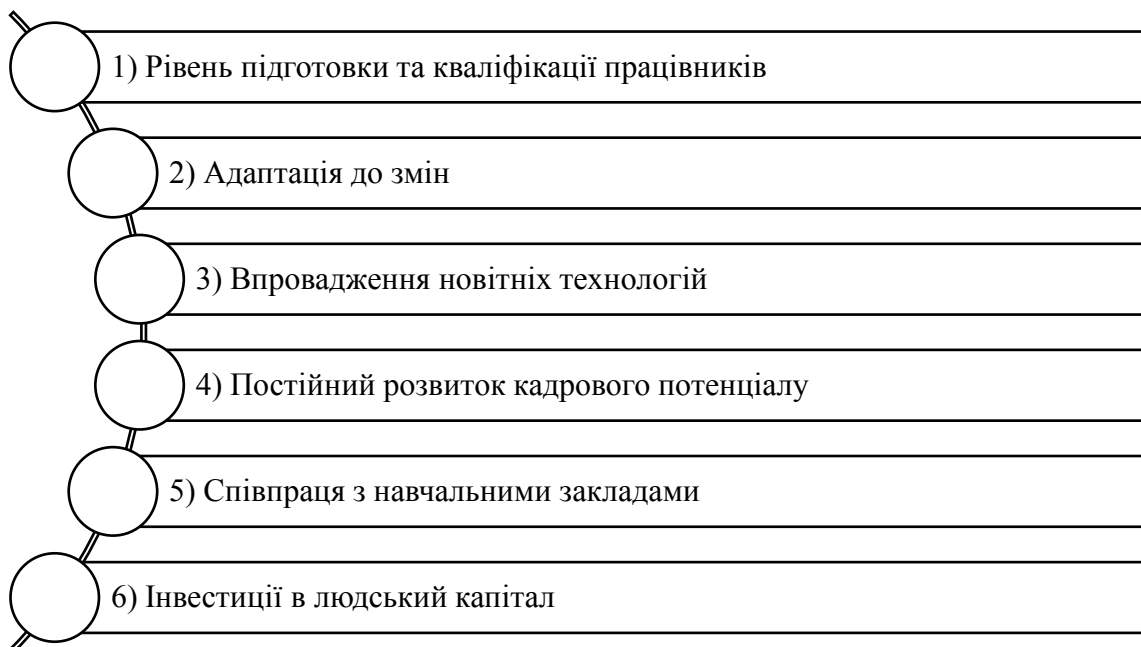 1) Рівень підготовки та кваліфікації працівників
2) Адаптація до змін
3) Впровадження новітніх технологій
4) Постійний розвиток кадрового потенціалу
5) Співпраця з навчальними закладами
6) Інвестиції в людський капітал